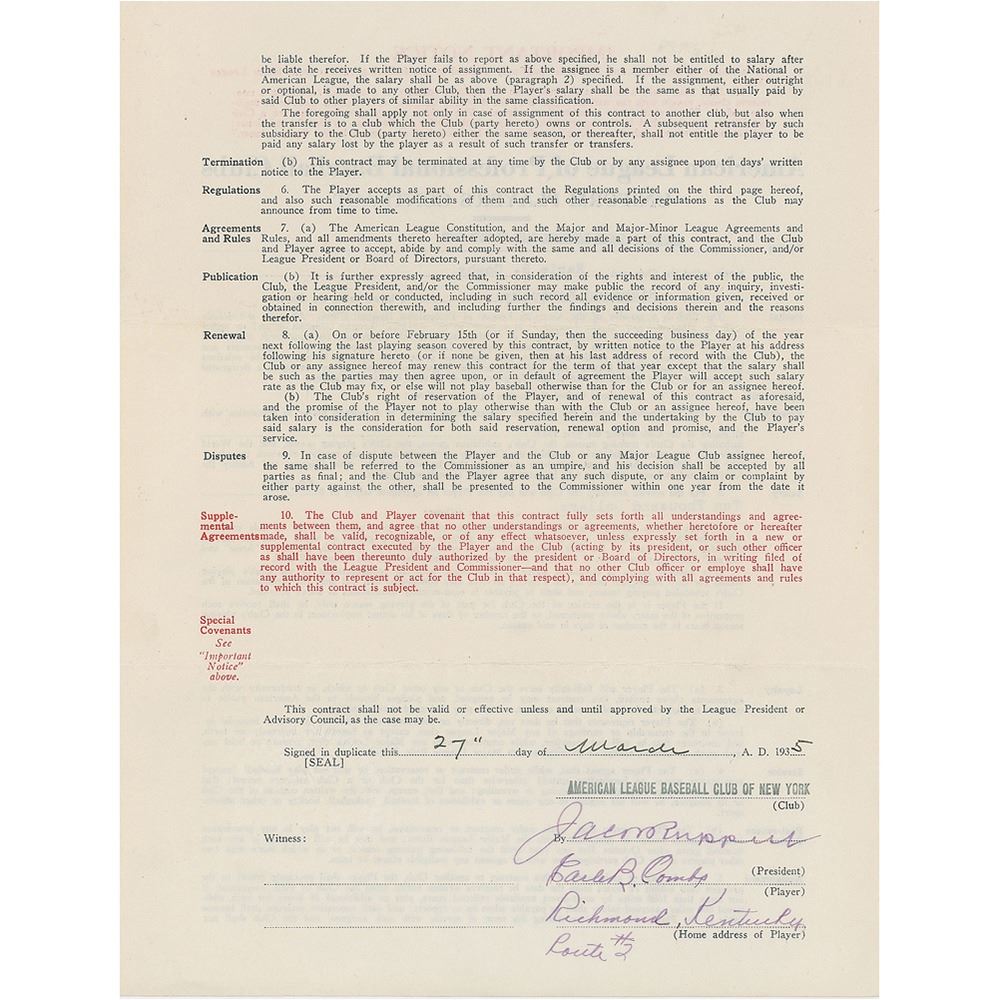 be liable therefor. If the Player fails to report as above specified, he shall not be entitled to salary after
the date he receives written notice of assignment. If the assignee is a member either of the National or
American League, the salary shall be as above (paragraph 2) specified. If the assignment, either outright
or optional, is made to any other Club, then the Player's salary shall be the same as that usually paid by
said Club to other players of similar ability in the same classification.
The foregoing shall apply not only in case of assignment of this contract to another club, but also when
the transfer is to a club which the Club (party hereto) owns or controls. A subsequent retransfer by such
subsidiary to the Club (party hereto) either the same season, or thereafter, shall not entitle the player to be
paid any salary lost by the player as a result of such transfer or transfers.
Termination (b) This contract may be terminated at any time by the Club or by any assignee upon ten days' written
notice to the Player.
Regulations 6. The Player accepts as part of this contract the Regulations printed on the third page hereof,
and also such reasonable modifications of them and such other reasonable regulations as the Club may
announce from time to time.
Agreements 7. (a) The American League Constitution, and the Major and Major-Minor League Agreements and
and Rules Rules, and all amendments thereto hereafter adopted, are hereby made a part of this contract, and the Club
and Player agree to accept, abide by and comply with the same and all decisions of the Commissioner, and/or
League President or Board of Directors, pursuant thereto.
Publication (b) It is further expressly agreed that, in consideration of the rights and interest of the public, the
Club, the League President, and/or the Commissioner may make public the record of any inquiry, investi-
gation or hearing held or conducted, including in such record all evidence or information given, received or
obtained in connection therewith, and including further the findings and decisions therein and the reasons
therefor.
Renewal 8. (a) On or before February 15th (or if Sunday, then the succeeding business day) of the year
next following the last playing season covered by this contract, by written notice to the Player at his address
following his signature hereto (or if none be given, then at his last address of record with the Club), the
Club or any assignee hereof may renew this contract for the term of that year except that the salary shall
be such as the parties may then agree upon, or in default of agreement the Player will accept such salary
rate as the Club may fix, or else will not play baseball otherwise than for the Club or for an assignee hereof.
(b) The Club's right of reservation of the Player, and of renewal of this contract as aforesaid,
and the promise of the Player not to play otherwise than with the Club or an assignee hereof, have been
taken into consideration in determining the salary specified herein and the undertaking by the Club to pay
said salary is the consideration for both said reservation, renewal option and promise, and the Player's
service.
Disputes 9. In case of dispute between the Player and the Club or any Major League Club assignee hereof,
the same shall be referred to the Commissioner as an umpire, and his decision shall be accepted by all
parties as final; and the Club and the Player agree that any such dispute, or any claim or complaint by
either party against the other, shall be presented to the Commissioner within one year from the date it
arose.
Supple- 10. The Club and Player covenant that this contract fully sets forth all understandings and agree-
mental ments between them, and agree that no other understandings or agreements, whether heretofore or hereafter
Agreements made, shall be valid, recognizable, or of any effect whatsoever, unless expressly set forth in a new or
supplemental contract executed by the Player and the Club (acting by its president, or such other officer
as shall have been thereunto duly authorized by the president or Board of Directors, in writing filed of
record with the League President and Commissioner—and that no other Club officer or employe shall have
any authority to represent or act for the Club in that respect), and complying with all agreements and rules
to which this contract is subject.
Special
Covenants
See
"Important
Notice"
above.
This contract shall not be valid or effective unless and until approved by the League President or
Advisory Council, as the case may be.
Signed in duplicate this 27" day of March, A. D. 1935
[SEAL]
AMERICAN LEAGUE BASEBALL CLUB OF NEW YORK
(Club)
Witness: By Jacob Ruppert
(President)
Earle B. Combs
(Player)
Richmond, Kentucky
(Home address of Player)
Route #2